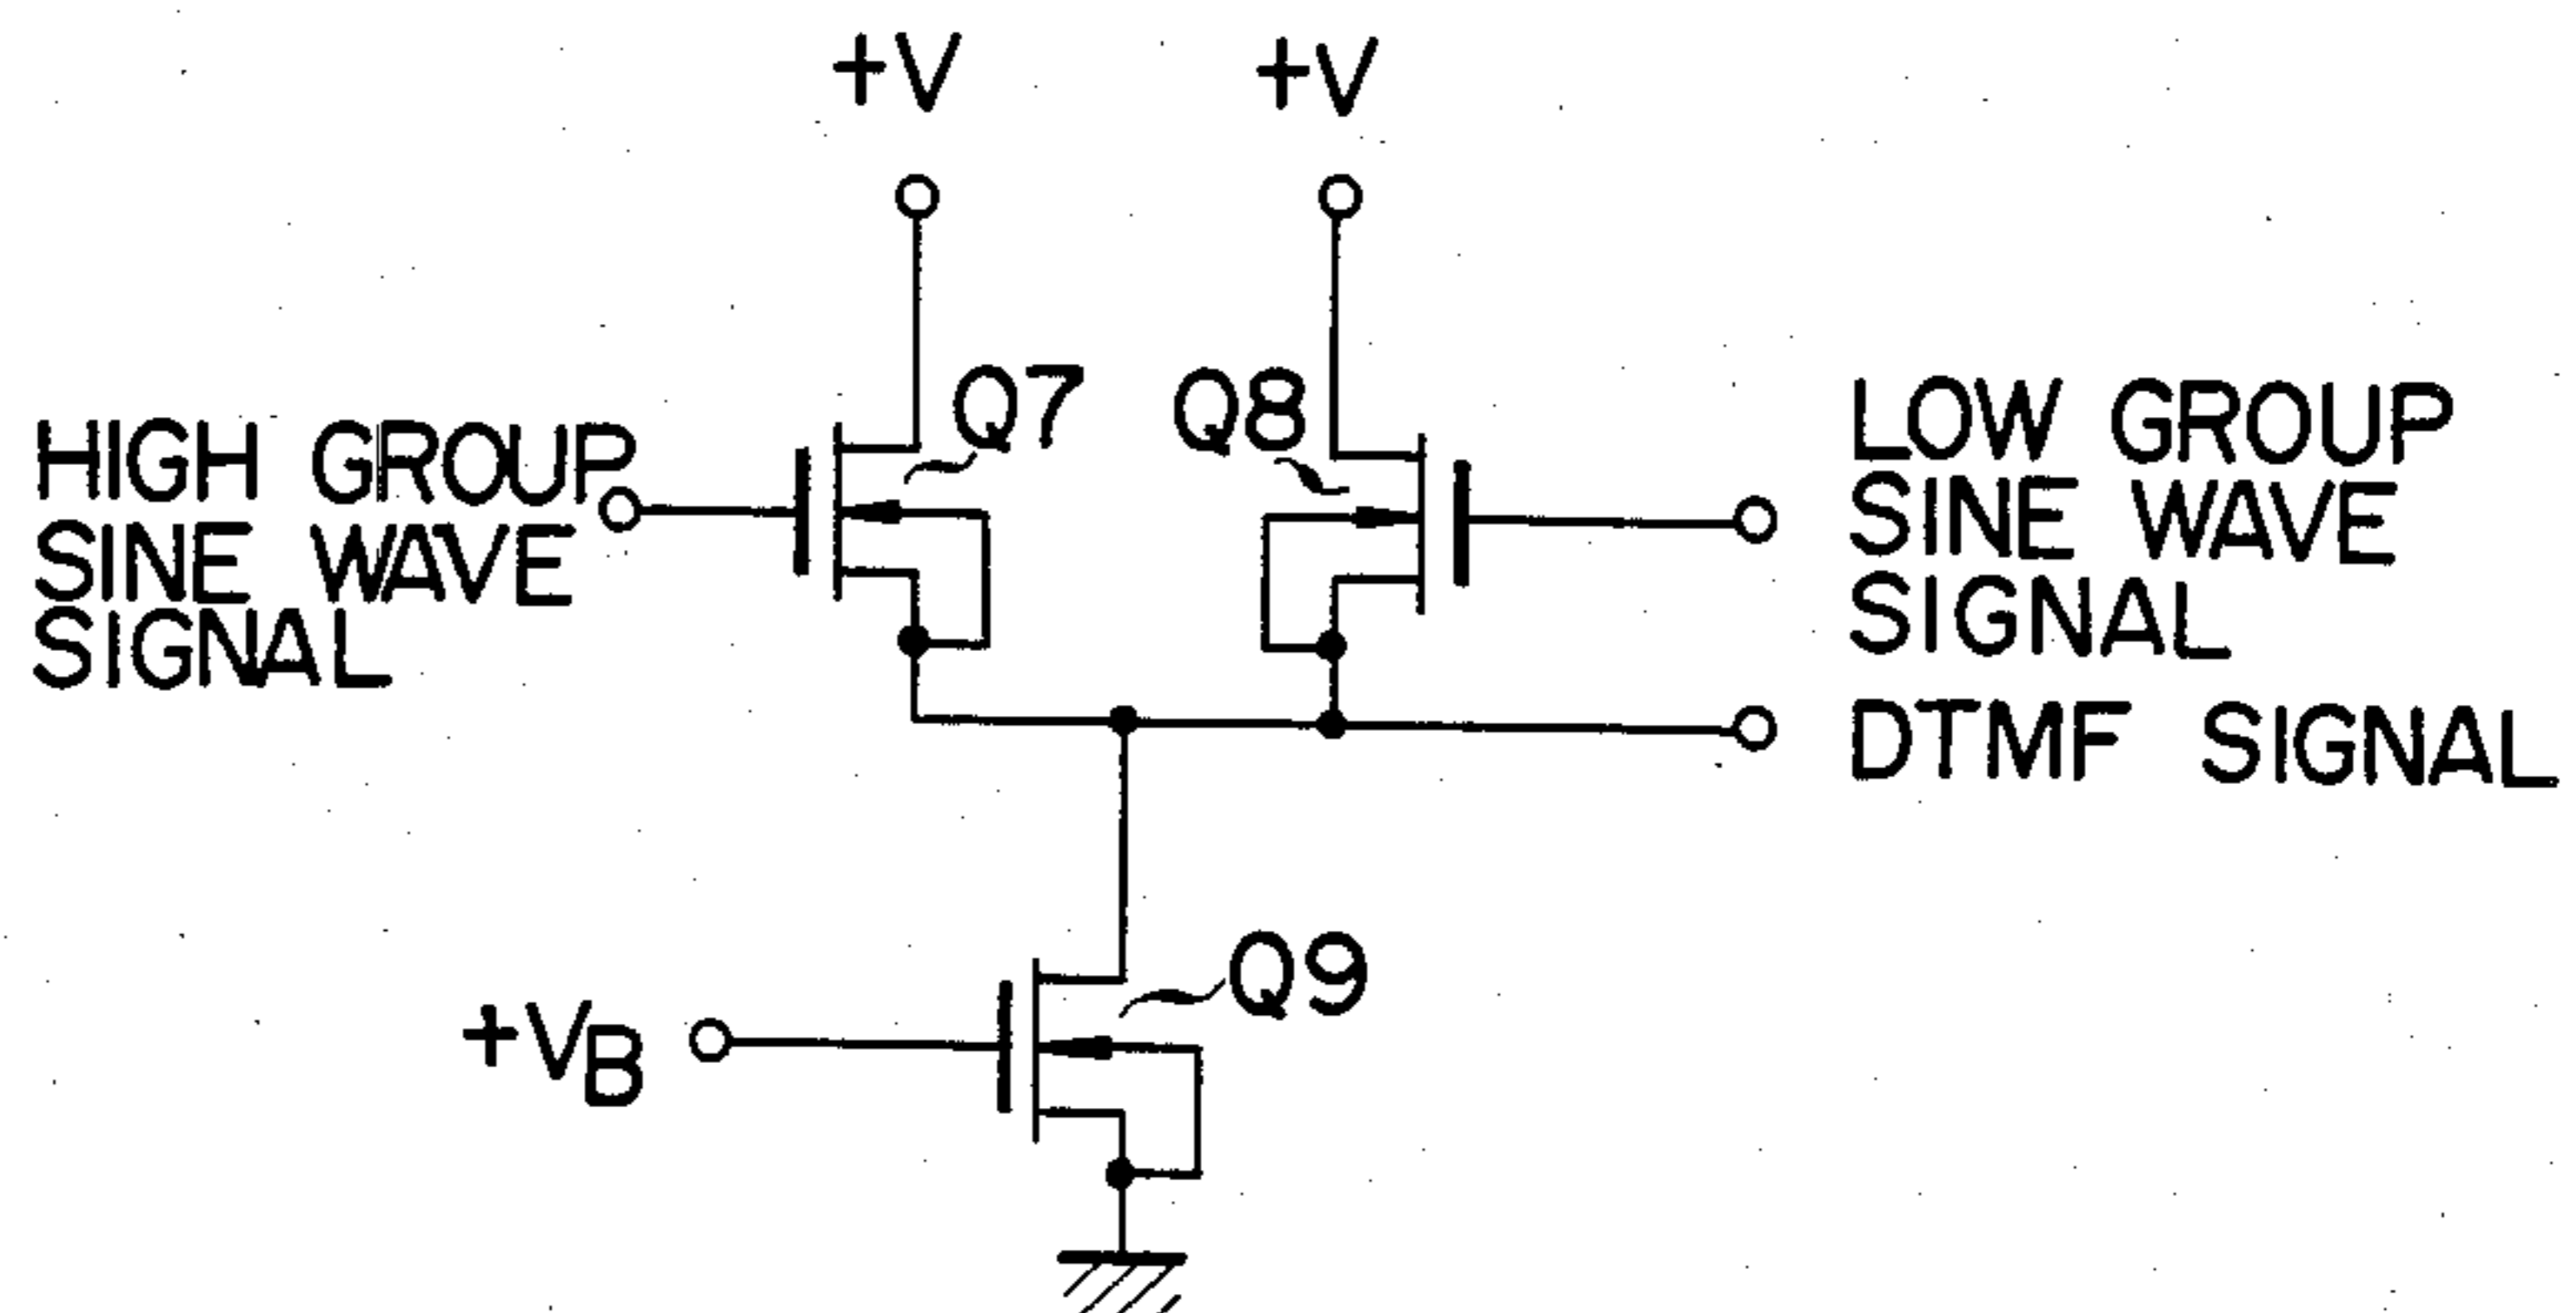 +V
+V
Q7
Q8
HIGH GROUP
SINE WAVE
SIGNAL
LOW GROUP
SINE WAVE
SIGNAL
DTMF SIGNAL
Q9
+VB